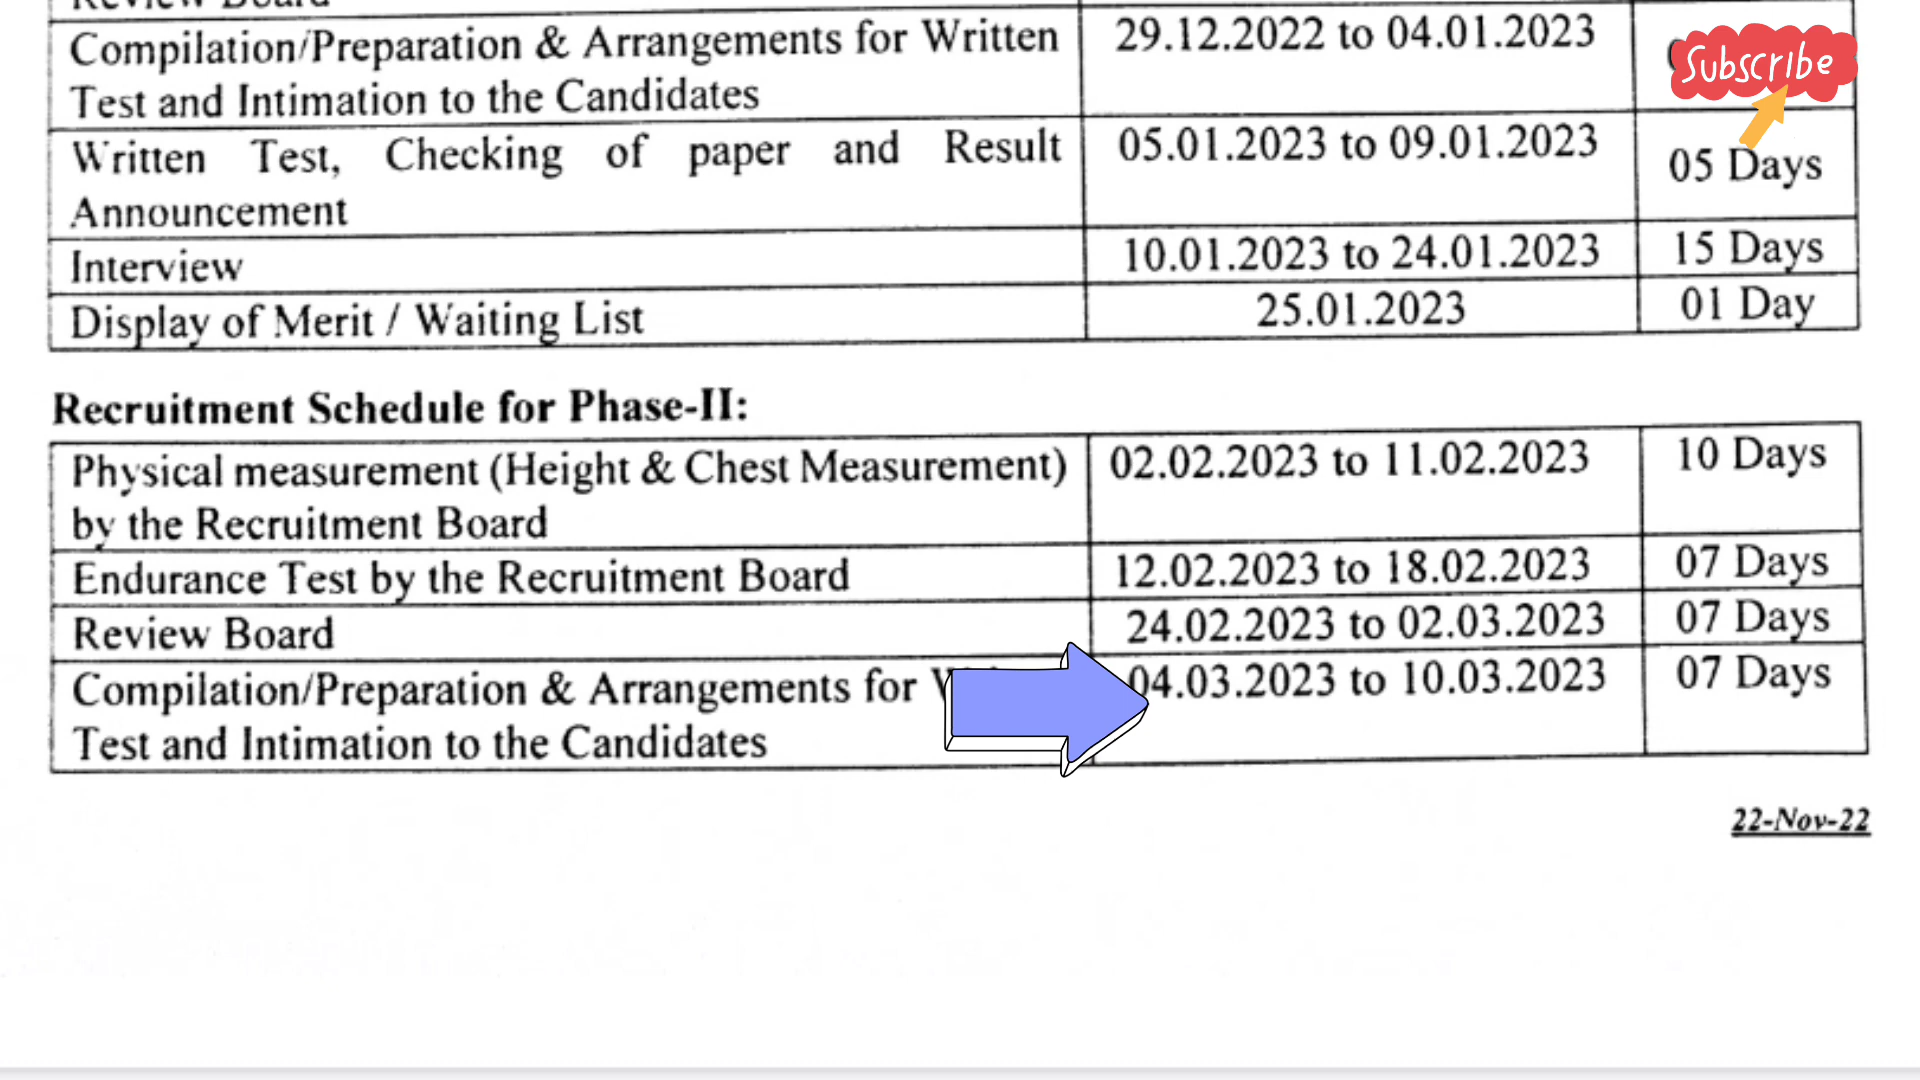 Review Board
Compilation/Preparation & Arrangements for Written
Test and Intimation to the Candidates
29.12.2022 to 04.01.2023
Subscribe
Written Test, Checking of paper and Result
Announcement
05.01.2023 to 09.01.2023
05 Days
Interview
10.01.2023 to 24.01.2023
15 Days
Display of Merit / Waiting List
25.01.2023
01 Day
Recruitment Schedule for Phase-II:
Physical measurement (Height & Chest Measurement)
by the Recruitment Board
02.02.2023 to 11.02.2023
10 Days
Endurance Test by the Recruitment Board
12.02.2023 to 18.02.2023
07 Days
Review Board
24.02.2023 to 02.03.2023
07 Days
Compilation/Preparation & Arrangements for
Test and Intimation to the Candidates
04.03.2023 to 10.03.2023
07 Days
22-Nov-22